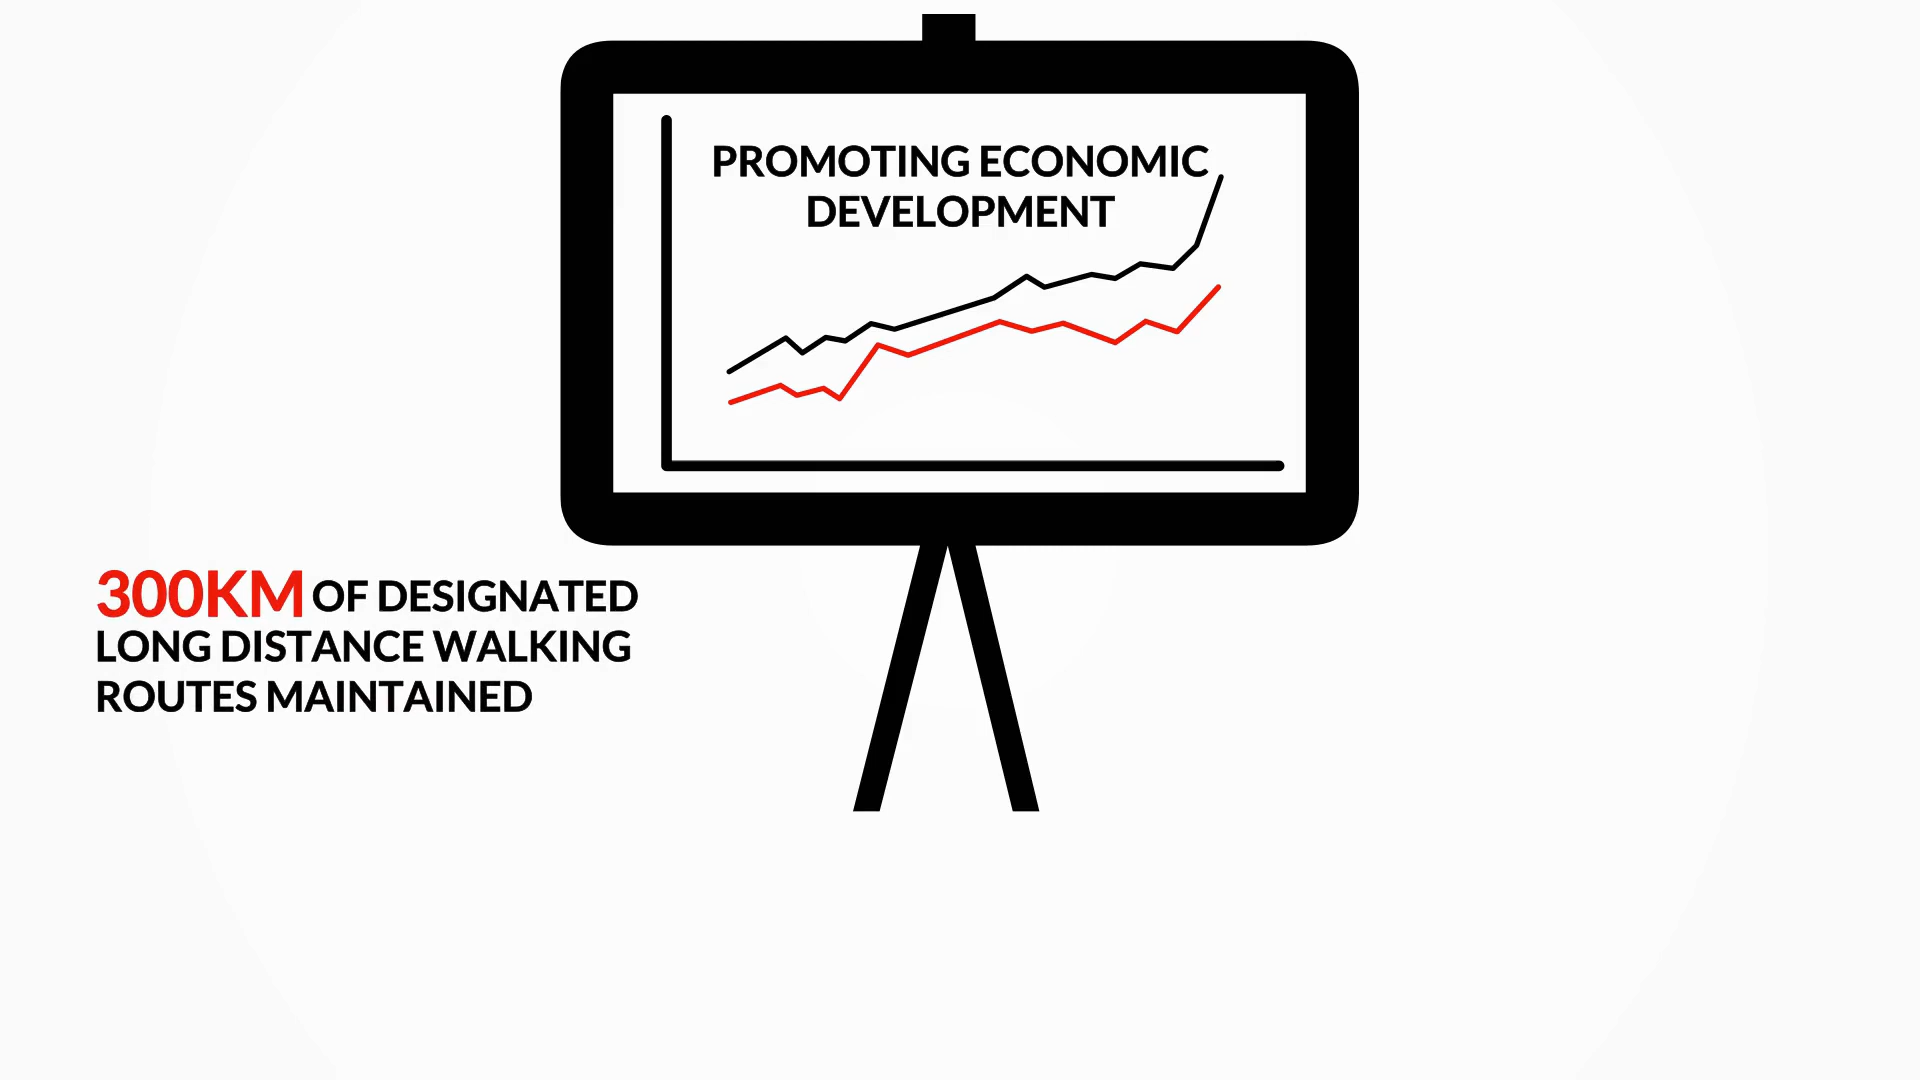 PROMOTING ECONOMIC
DEVELOPMENT
300KM OF DESIGNATED
LONG DISTANCE WALKING
ROUTES MAINTAINED